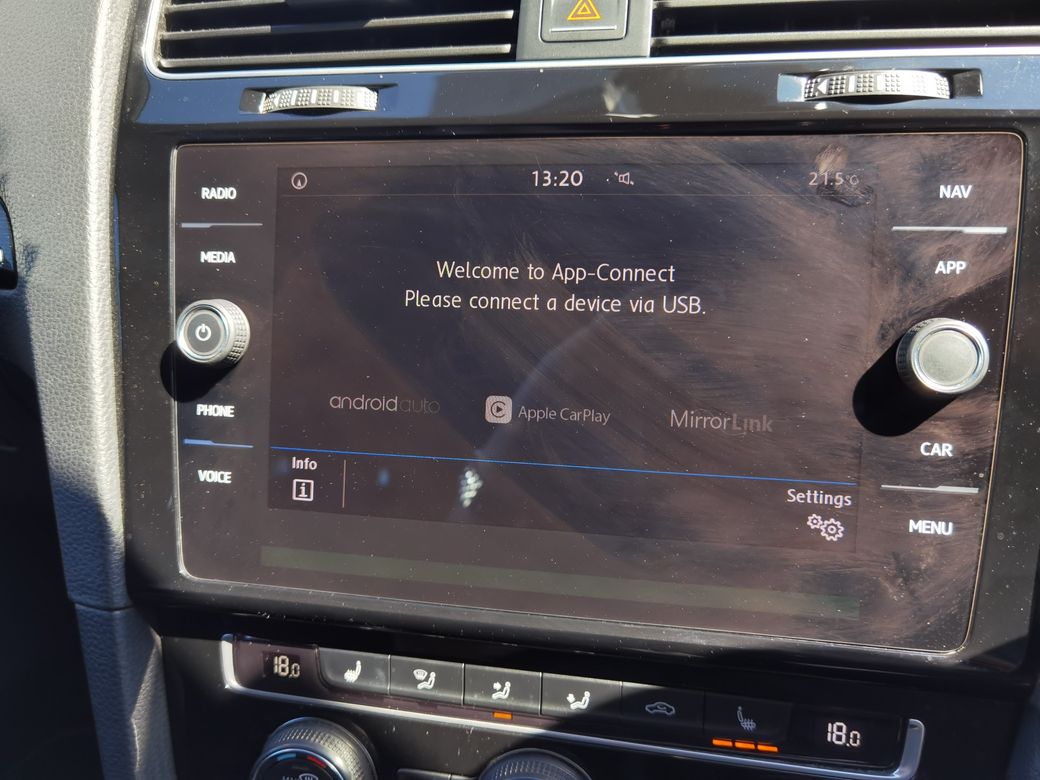 13:20
21.5°C
RADIO
MEDIA
PHONE
VOICE
NAV
APP
CAR
MENU
Welcome to App-Connect
Please connect a device via USB.
androidauto
Apple CarPlay
MirrorLink
Info
i
Settings
18.0
18.0